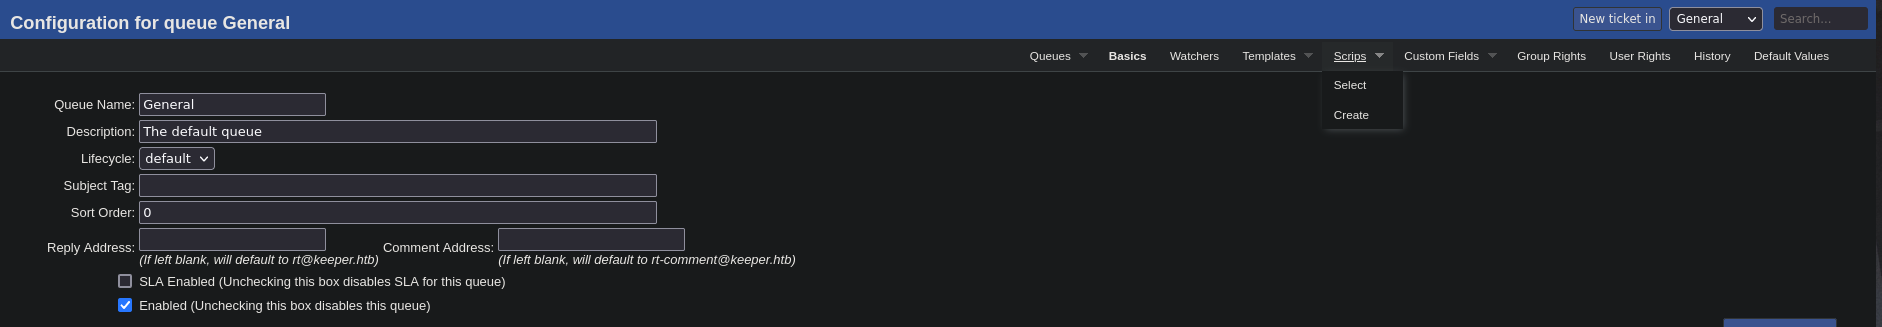 Configuration for queue General
New ticket in General Search...
Queues Basics Watchers Templates Scrips Custom Fields Group Rights User Rights History Default Values
Select
Create
Queue Name: General
Description: The default queue
Lifecycle: default
Subject Tag:
Sort Order: 0
Reply Address: Comment Address:
(If left blank, will default to rt@keeper.htb) (If left blank, will default to rt-comment@keeper.htb)
SLA Enabled (Unchecking this box disables SLA for this queue)
Enabled (Unchecking this box disables this queue)